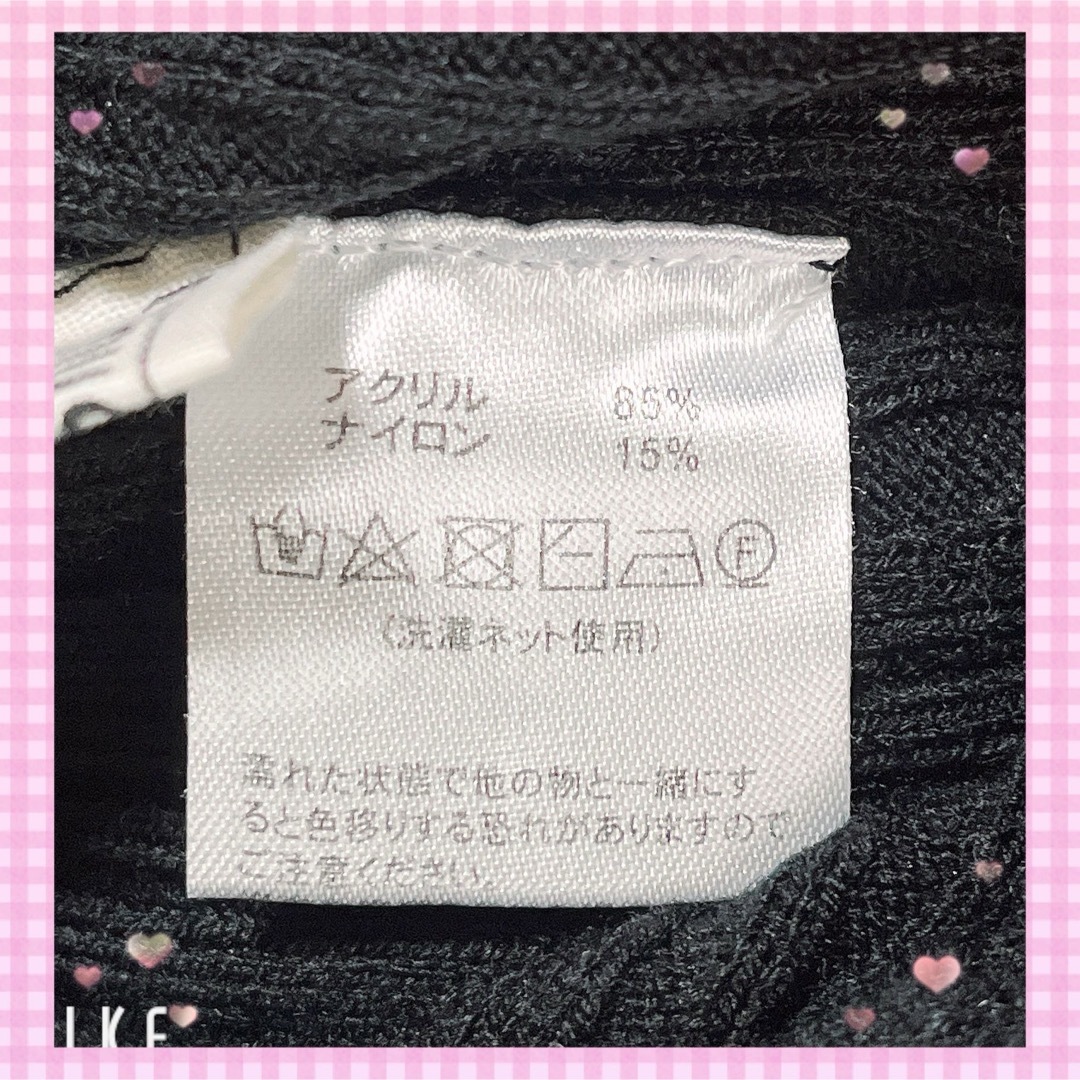 アクリル 85%
ナイロン 15%
F
(洗濯ネット使用)
濡れた状態で他の物と一緒にす
ると色移りする恐れがありますので
ご注意ください。